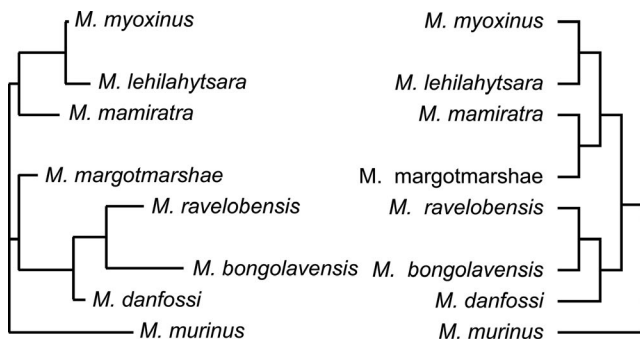 M. myoxinus M. myoxinus
M. lehilahytsara M. lehilahytsara
M. mamiratra M. mamiratra
M. margotmarshae M. margotmarshae
M. ravelobensis M. ravelobensis
M. bongolavensis M. bongolavensis
M. danfossi M. danfossi
M. murinus M. murinus